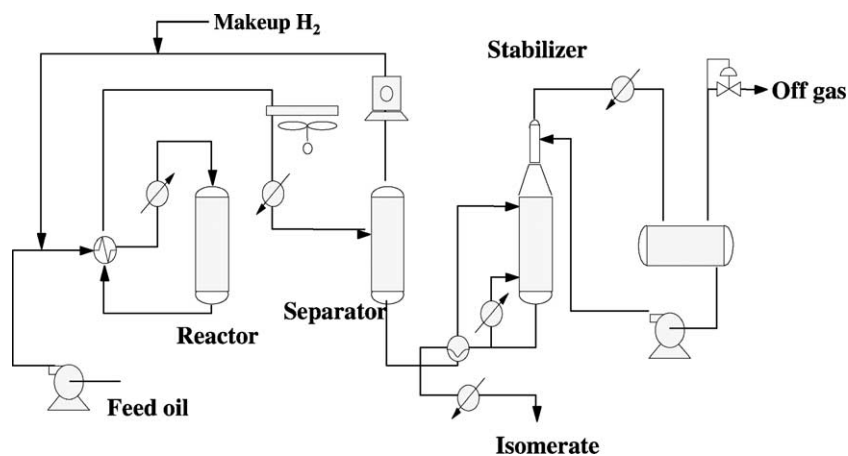 Makeup H₂
Stabilizer
Off gas
Separator
Reactor
Feed oil
Isomerate